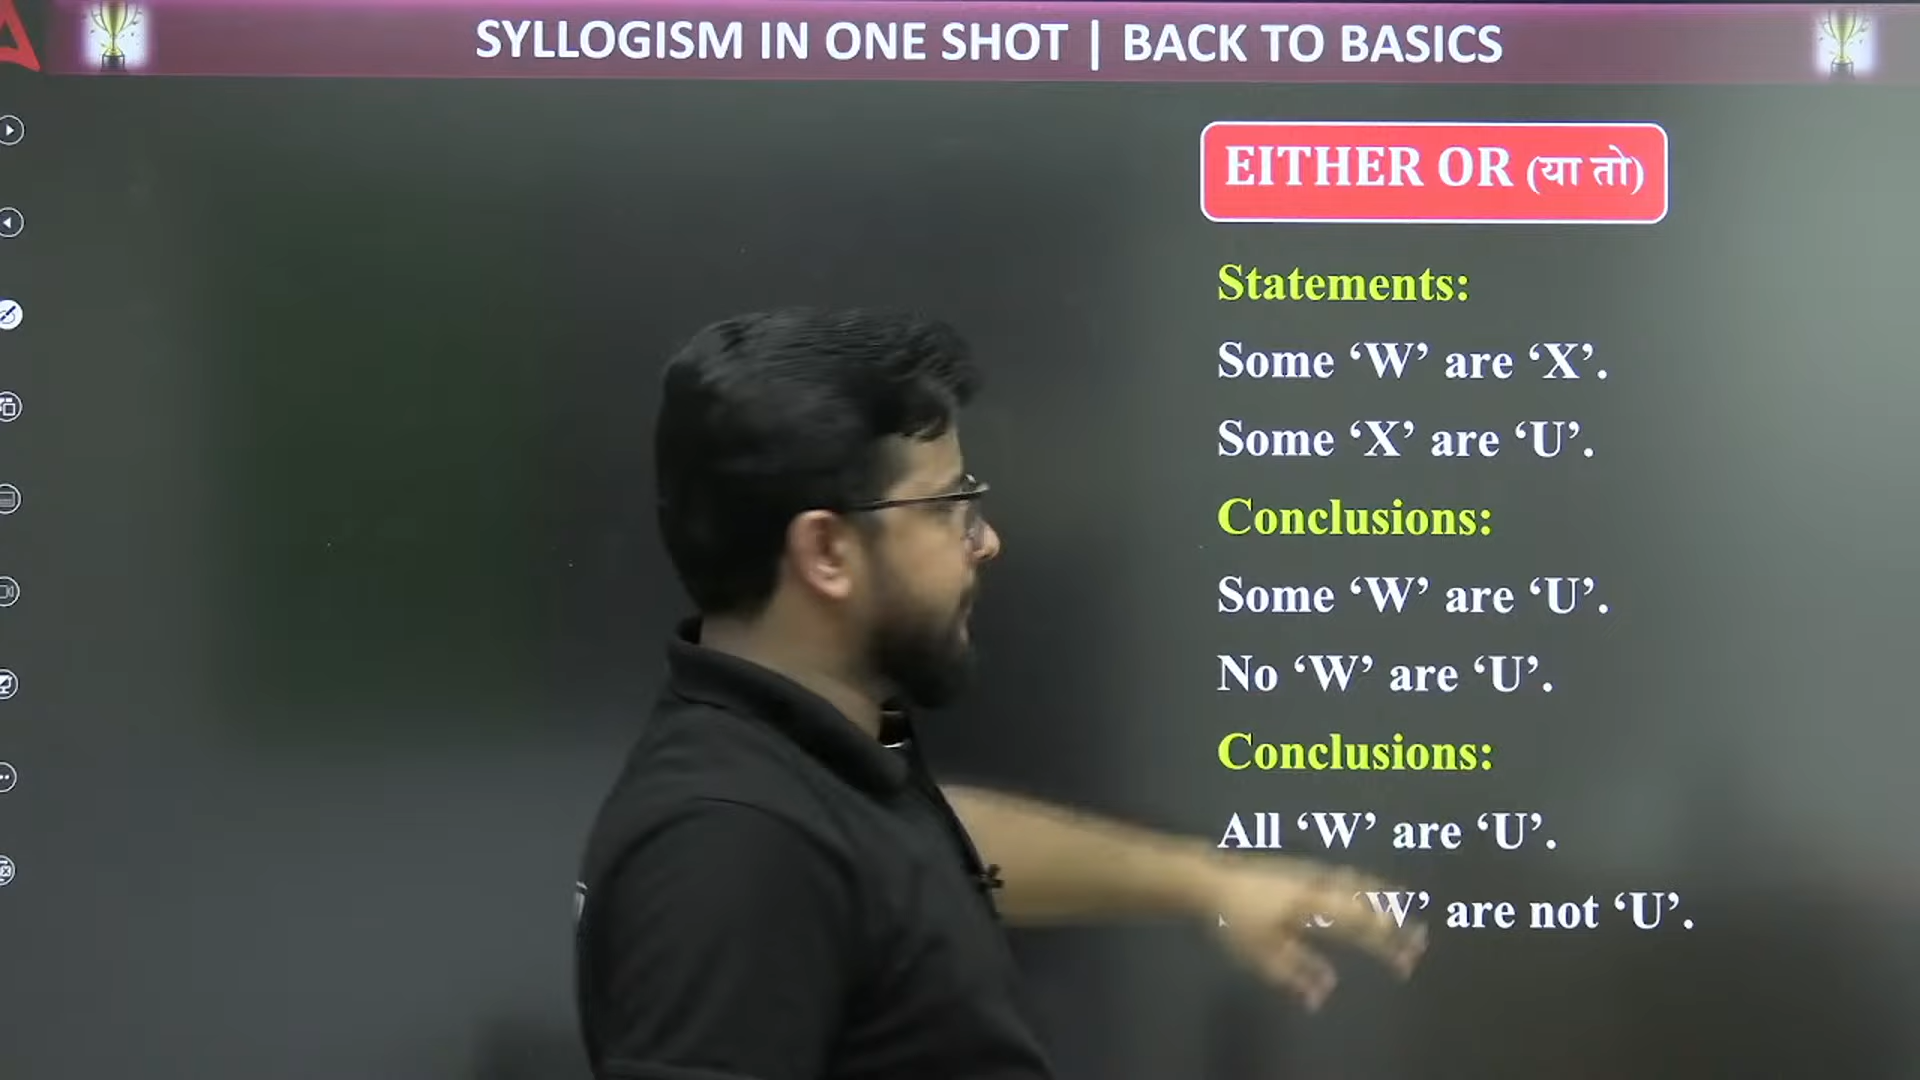 SYLLOGISM IN ONE SHOT | BACK TO BASICS
EITHER OR (या तो)
Statements:
Some ‘W’ are ‘X’.
Some ‘X’ are ‘U’.
Conclusions:
Some ‘W’ are ‘U’.
No ‘W’ are ‘U’.
Conclusions:
All ‘W’ are ‘U’.
‘W’ are not ‘U’.